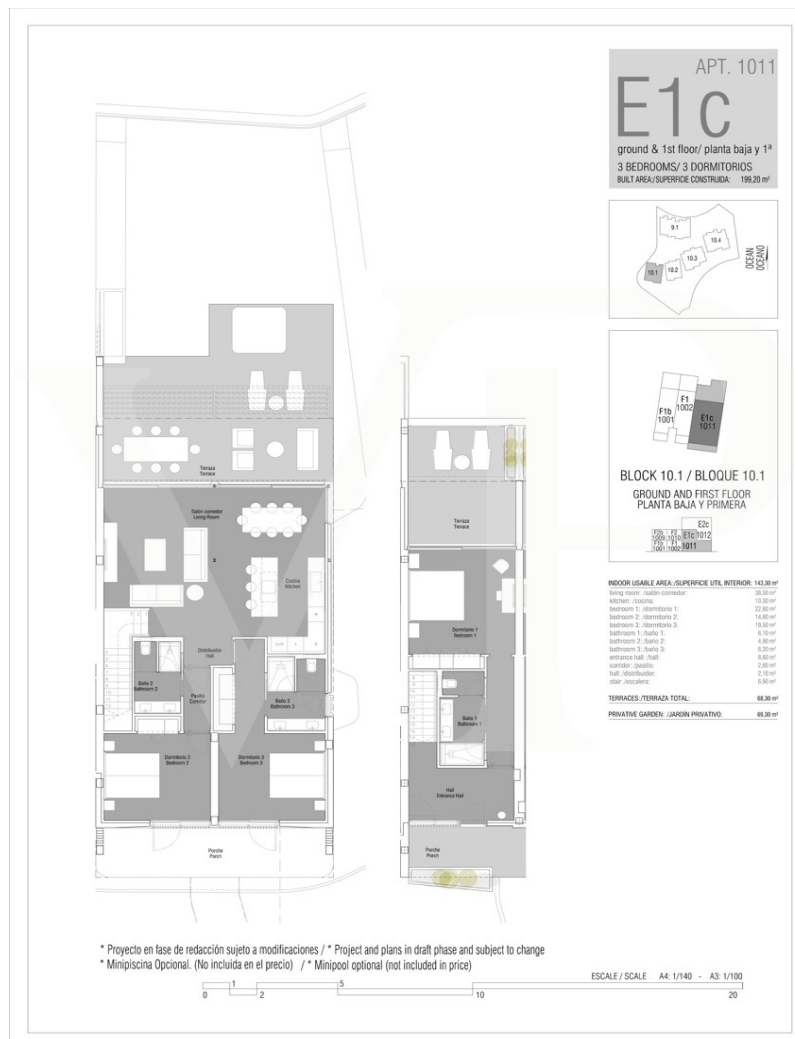 APT. 1011
E1c
ground & 1st floor/ planta baja y 1ª
3 BEDROOMS/ 3 DORMITORIOS
BUILT AREA:/SUPERFICIE CONSTRUIDA: 199,20 m²
9.1
10.4
10.3
10.2
10.1
OCEAN
OCEANO
F1b
1001
F1
1002
E1c
1011
BLOCK 10.1 / BLOQUE 10.1
GROUND AND FIRST FLOOR
PLANTA BAJA Y PRIMERA
E2c
1012
F2b
1009
F2
1010
E1c
1011
F1b
1001
F1
1002
INDOOR USABLE AREA:/SUPERFICIE UTIL INTERIOR: 143,30 m²
living room: /salón-comedor: 38,50 m²
kitchen: /cocina: 10,30 m²
bedroom 1: /dormitorio 1: 22,80 m²
bedroom 2: /dormitorio 2: 14,80 m²
bedroom 3: /dormitorio 3: 19,50 m²
bathroom 1: /baño 1: 6,10 m²
bathroom 2: /baño 2: 4,90 m²
bathroom 3: /baño 3: 6,20 m²
entrance hall: /hall: 8,60 m²
corridor: /pasillo: 2,60 m²
hall: /distribuidor: 2,10 m²
stair: /escalera: 6,90 m²
TERRACES:/TERRAZA TOTAL: 68,30 m²
PRIVATIVE GARDEN: /JARDÍN PRIVATIVO: 69,30 m²
Terraza
Terrace
Salón comedor
Living Room
Cocina
Kitchen
Distribuidor
Hall
Baño 2
Bathroom 2
Pasillo
Corridor
Baño 3
Bathroom 3
Dormitorio 2
Bedroom 2
Dormitorio 3
Bedroom 3
Porche
Porch
Terraza
Terrace
Dormitorio 1
Bedroom 1
Baño 1
Bathroom 1
Hall
Entrance Hall
Porche
Porch
* Proyecto en fase de redacción sujeto a modificaciones / * Project and plans in draft phase and subject to change
* Minipiscina Opcional. (No incluida en el precio) / * Minipool optional (not included in price)
ESCALE / SCALE A4: 1/140 - A3: 1/100
0 1 2 5 10 20